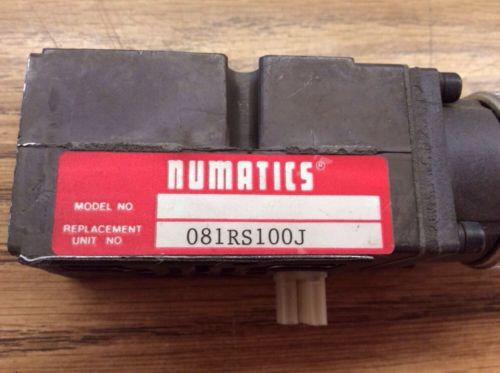 NUMATICS®
MODEL NO
REPLACEMENT
UNIT NO
081RS100J